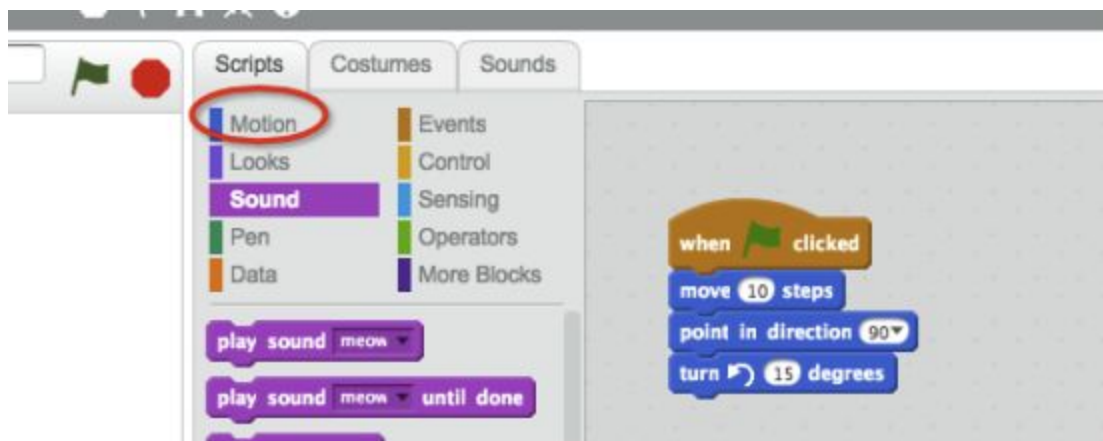 Scripts Costumes Sounds
Motion Events
Looks Control
Sound Sensing
Pen Operators
Data More Blocks
play sound meow
play sound meow until done
when clicked
move 10 steps
point in direction 90
turn 15 degrees